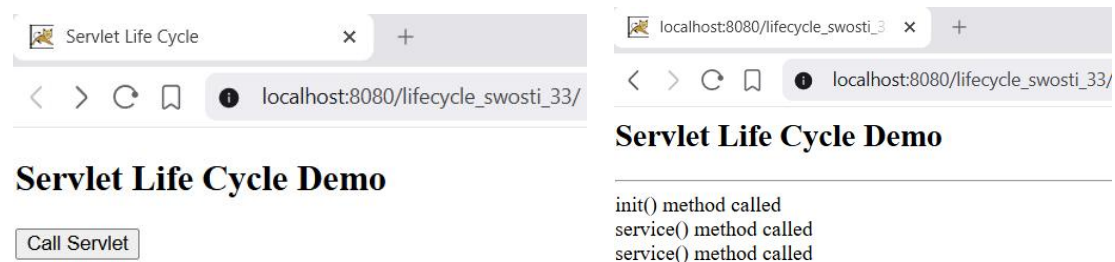 Servlet Life Cycle
localhost:8080/lifecycle_swosti_33/
Servlet Life Cycle Demo
Call Servlet
localhost:8080/lifecycle_swosti_3
localhost:8080/lifecycle_swosti_33/
Servlet Life Cycle Demo
init() method called
service() method called
service() method called